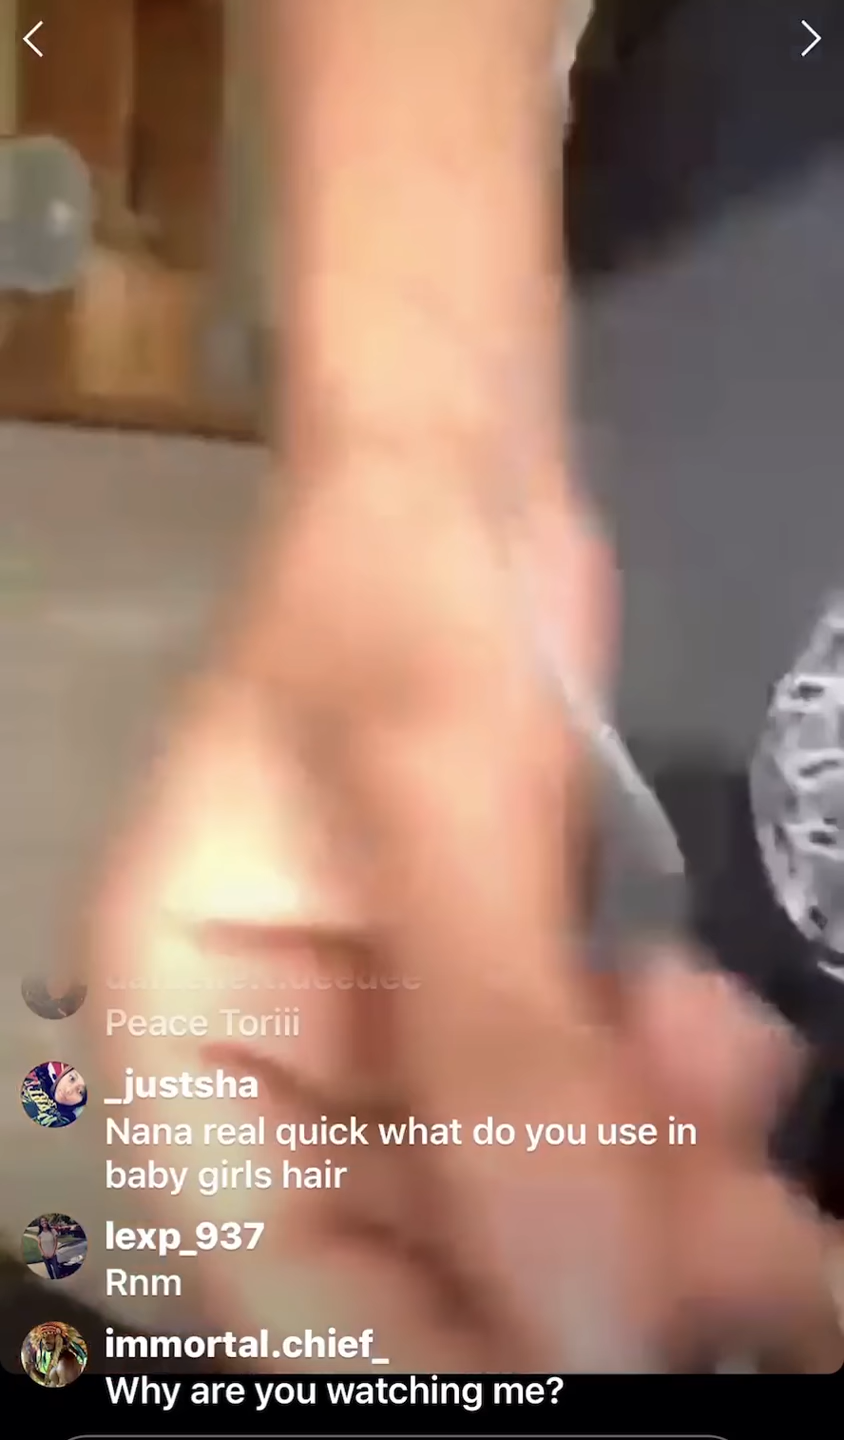 Peace Toriii
_justsha
Nana real quick what do you use in
baby girls hair
lexp_937
Rnm
immortal.chief_
Why are you watching me?